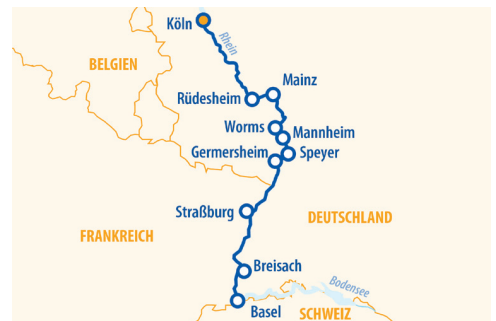 Köln
Rhein
BELGIEN
Mainz
Rüdesheim
Worms
Mannheim
Germersheim
Speyer
Straßburg
DEUTSCHLAND
FRANKREICH
Breisach
Bodensee
Basel
SCHWEIZ